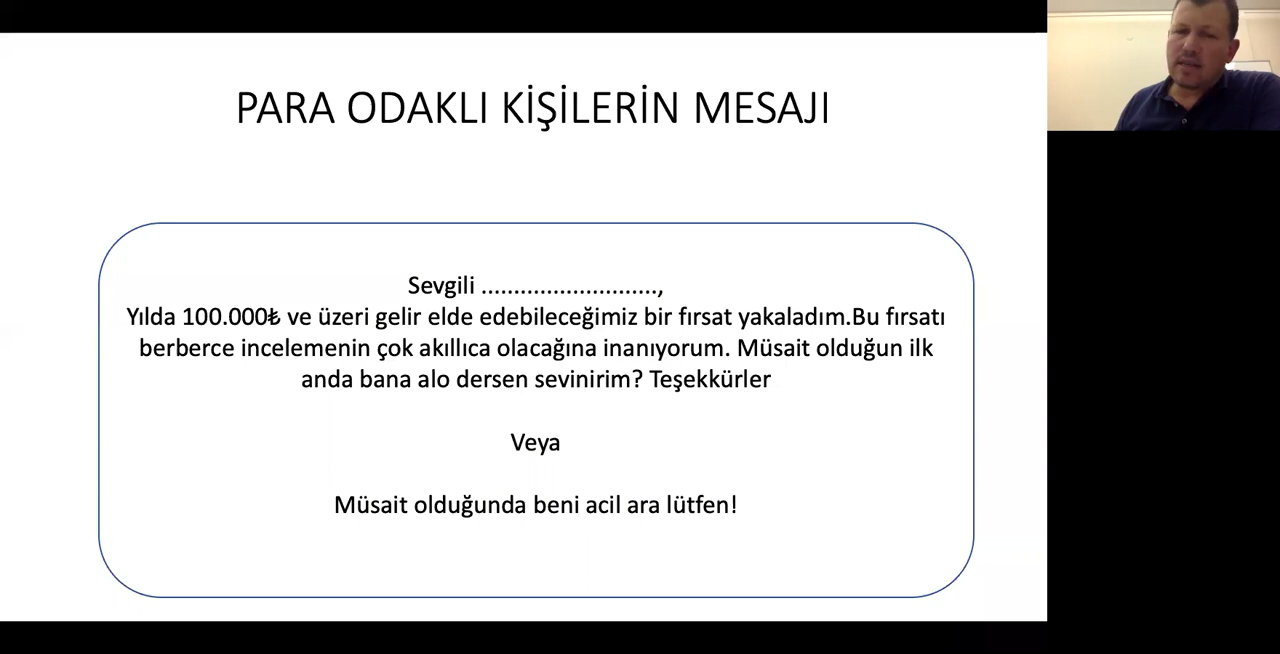 PARA ODAKLI KİŞİLERİN MESAJI
Sevgili ...........................,
Yılda 100.000₺ ve üzeri gelir elde edebileceğimiz bir fırsat yakaladım.Bu fırsatı
berberce incelemenin çok akıllıca olacağına inanıyorum. Müsait olduğun ilk
anda bana alo dersen sevinirim? Teşekkürler
Veya
Müsait olduğunda beni acil ara lütfen!